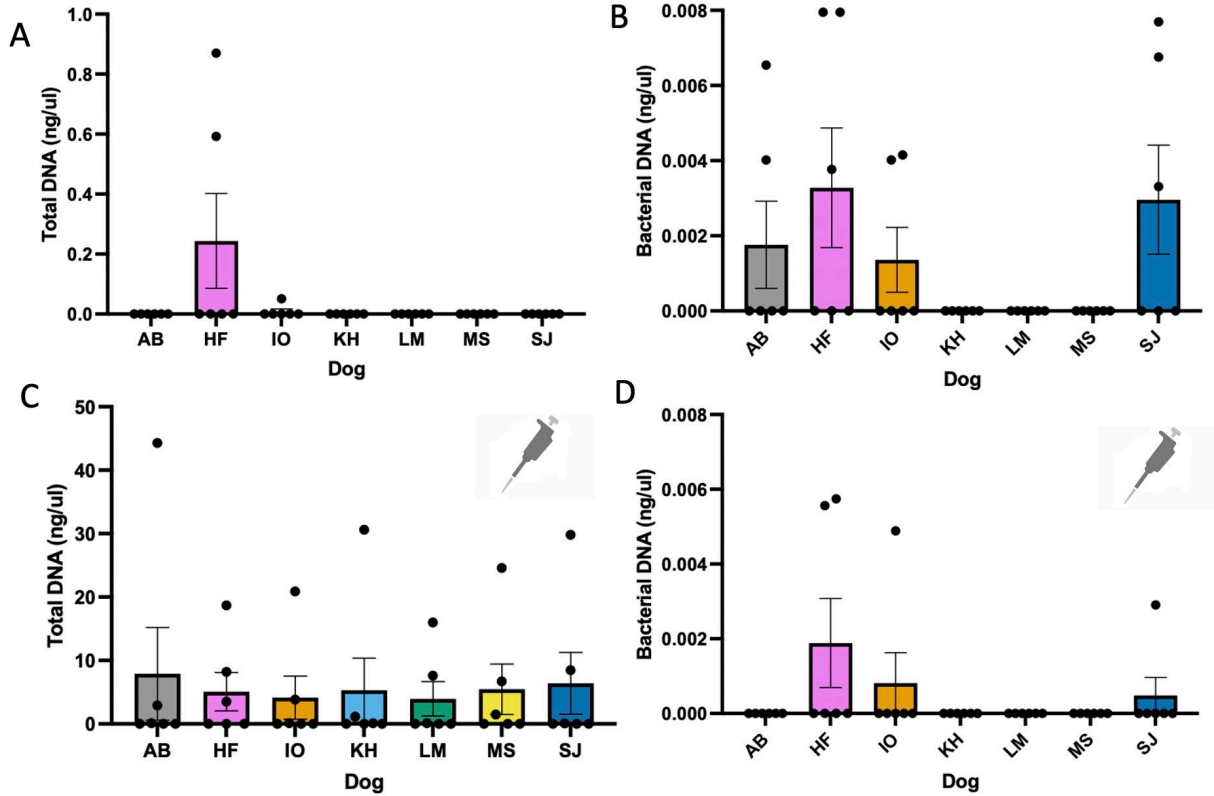 A
Total DNA (ng/ul)
1.0
0.8
0.6
0.4
0.2
0.0
AB HF IO KH LM MS SJ
Dog
B
Bacterial DNA (ng/ul)
0.008
0.006
0.004
0.002
0.000
AB HF IO KH LM MS SJ
Dog
C
Total DNA (ng/ul)
50
40
30
20
10
0
AB HF IO KH LM MS SJ
Dog
D
Bacterial DNA (ng/ul)
0.008
0.006
0.004
0.002
0.000
AB HF IO KH LM MS SJ
Dog